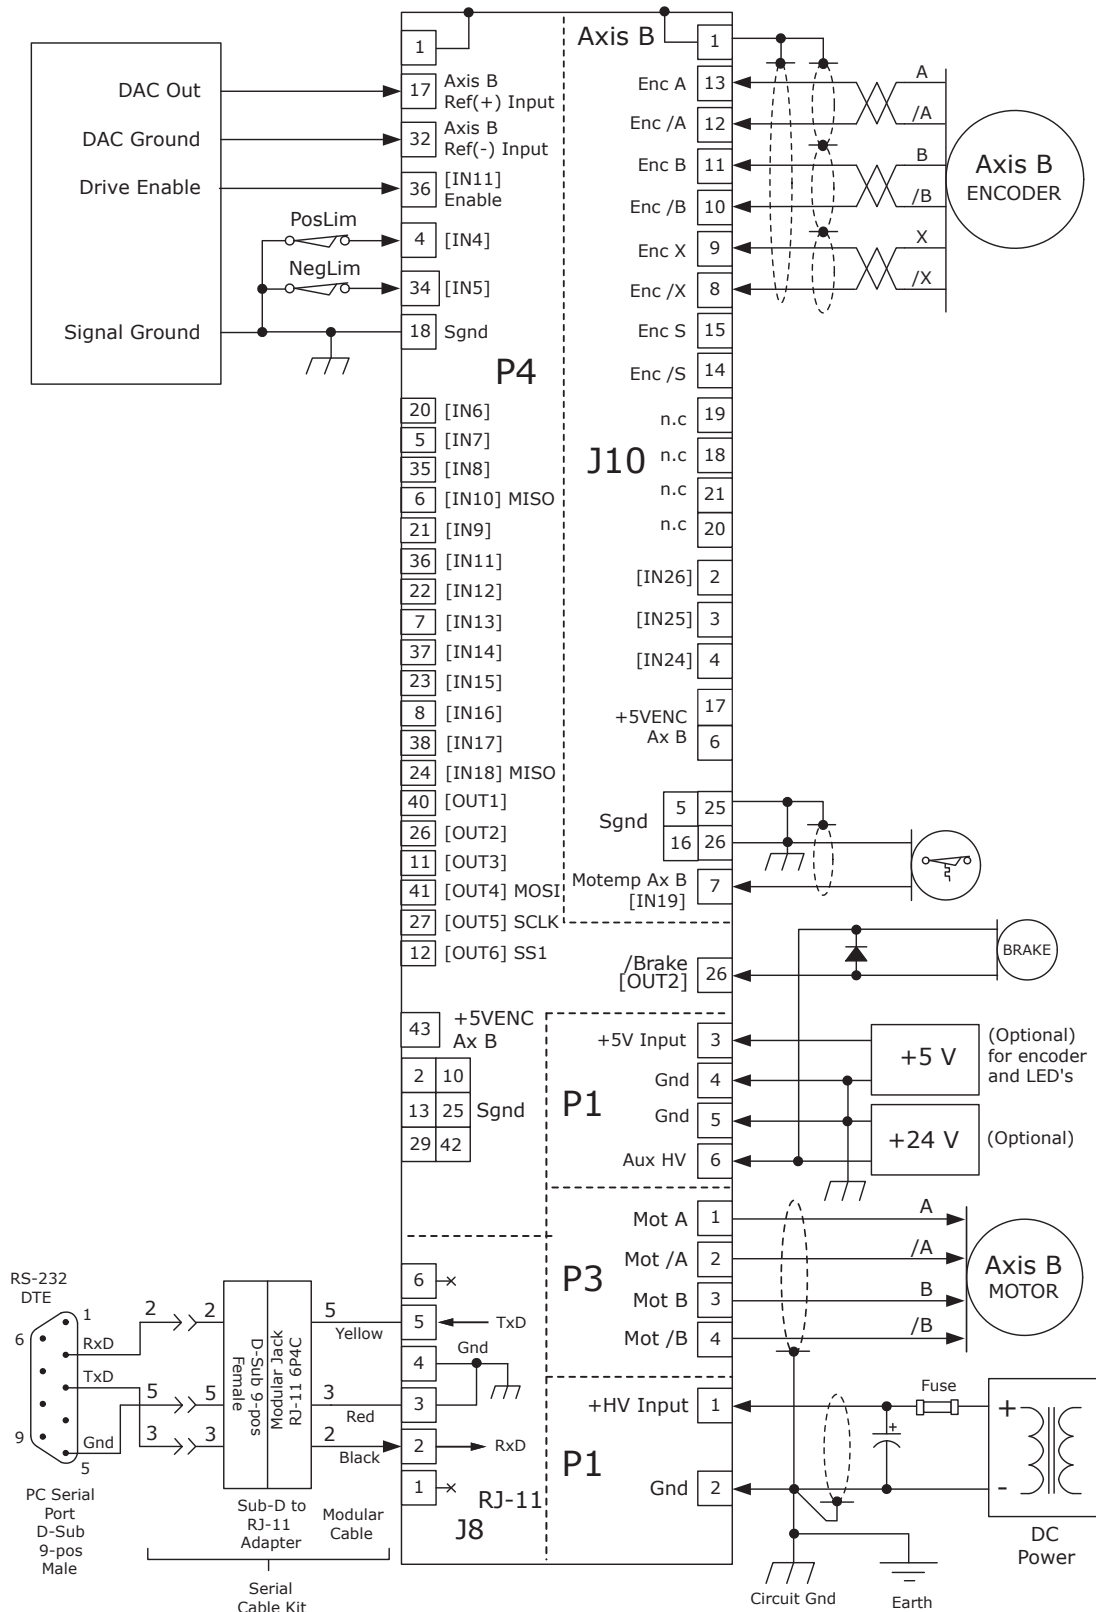 DAC Out
DAC Ground
Drive Enable
PosLim
NegLim
Signal Ground
1
17 Axis B
Ref(+) Input
32 Axis B
Ref(-) Input
36 [IN11]
Enable
4 [IN4]
34 [IN5]
18 Sgnd
P4
20 [IN6]
5 [IN7]
35 [IN8]
6 [IN10] MISO
21 [IN9]
36 [IN11]
22 [IN12]
7 [IN13]
37 [IN14]
23 [IN15]
8 [IN16]
38 [IN17]
24 [IN18] MISO
40 [OUT1]
26 [OUT2]
11 [OUT3]
41 [OUT4] MOSI
27 [OUT5] SCLK
12 [OUT6] SS1
43 +5VENC
Ax B
2 10
13 25 Sgnd
29 42
Axis B 1
Enc A 13 A
Enc /A 12 /A
Enc B 11 B
Enc /B 10 /B
Enc X 9 X
Enc /X 8 /X
Axis B
ENCODER
Enc S 15
Enc /S 14
J10
n.c 19
n.c 18
n.c 21
n.c 20
[IN26] 2
[IN25] 3
[IN24] 4
+5VENC
Ax B
17
6
Sgnd
5 25
16 26
Motemp Ax B
[IN19]
7
/Brake
[OUT2]
26
BRAKE
P1
+5V Input 3
Gnd 4
Gnd 5
Aux HV 6
+5 V
(Optional)
for encoder
and LED's
+24 V
(Optional)
P3
Mot A 1 A
Mot /A 2 /A
Mot B 3 B
Mot /B 4 /B
Axis B
MOTOR
P1
+HV Input 1
Gnd 2
Fuse
+
+
-
DC
Power
Circuit Gnd
Earth
RS-232
DTE
1
6
RxD
TxD
9
Gnd
5
PC Serial
Port
D-Sub
9-pos
Male
2 2
5 5
3 3
D-Sub 9-pos
Female
Modular Jack
RJ-11 6P4C
5
Yellow
3
Red
2
Black
Sub-D to
RJ-11
Adapter
Modular
Cable
Serial
Cable Kit
6
5 TxD
4 Gnd
3
2 RxD
1
RJ-11
J8